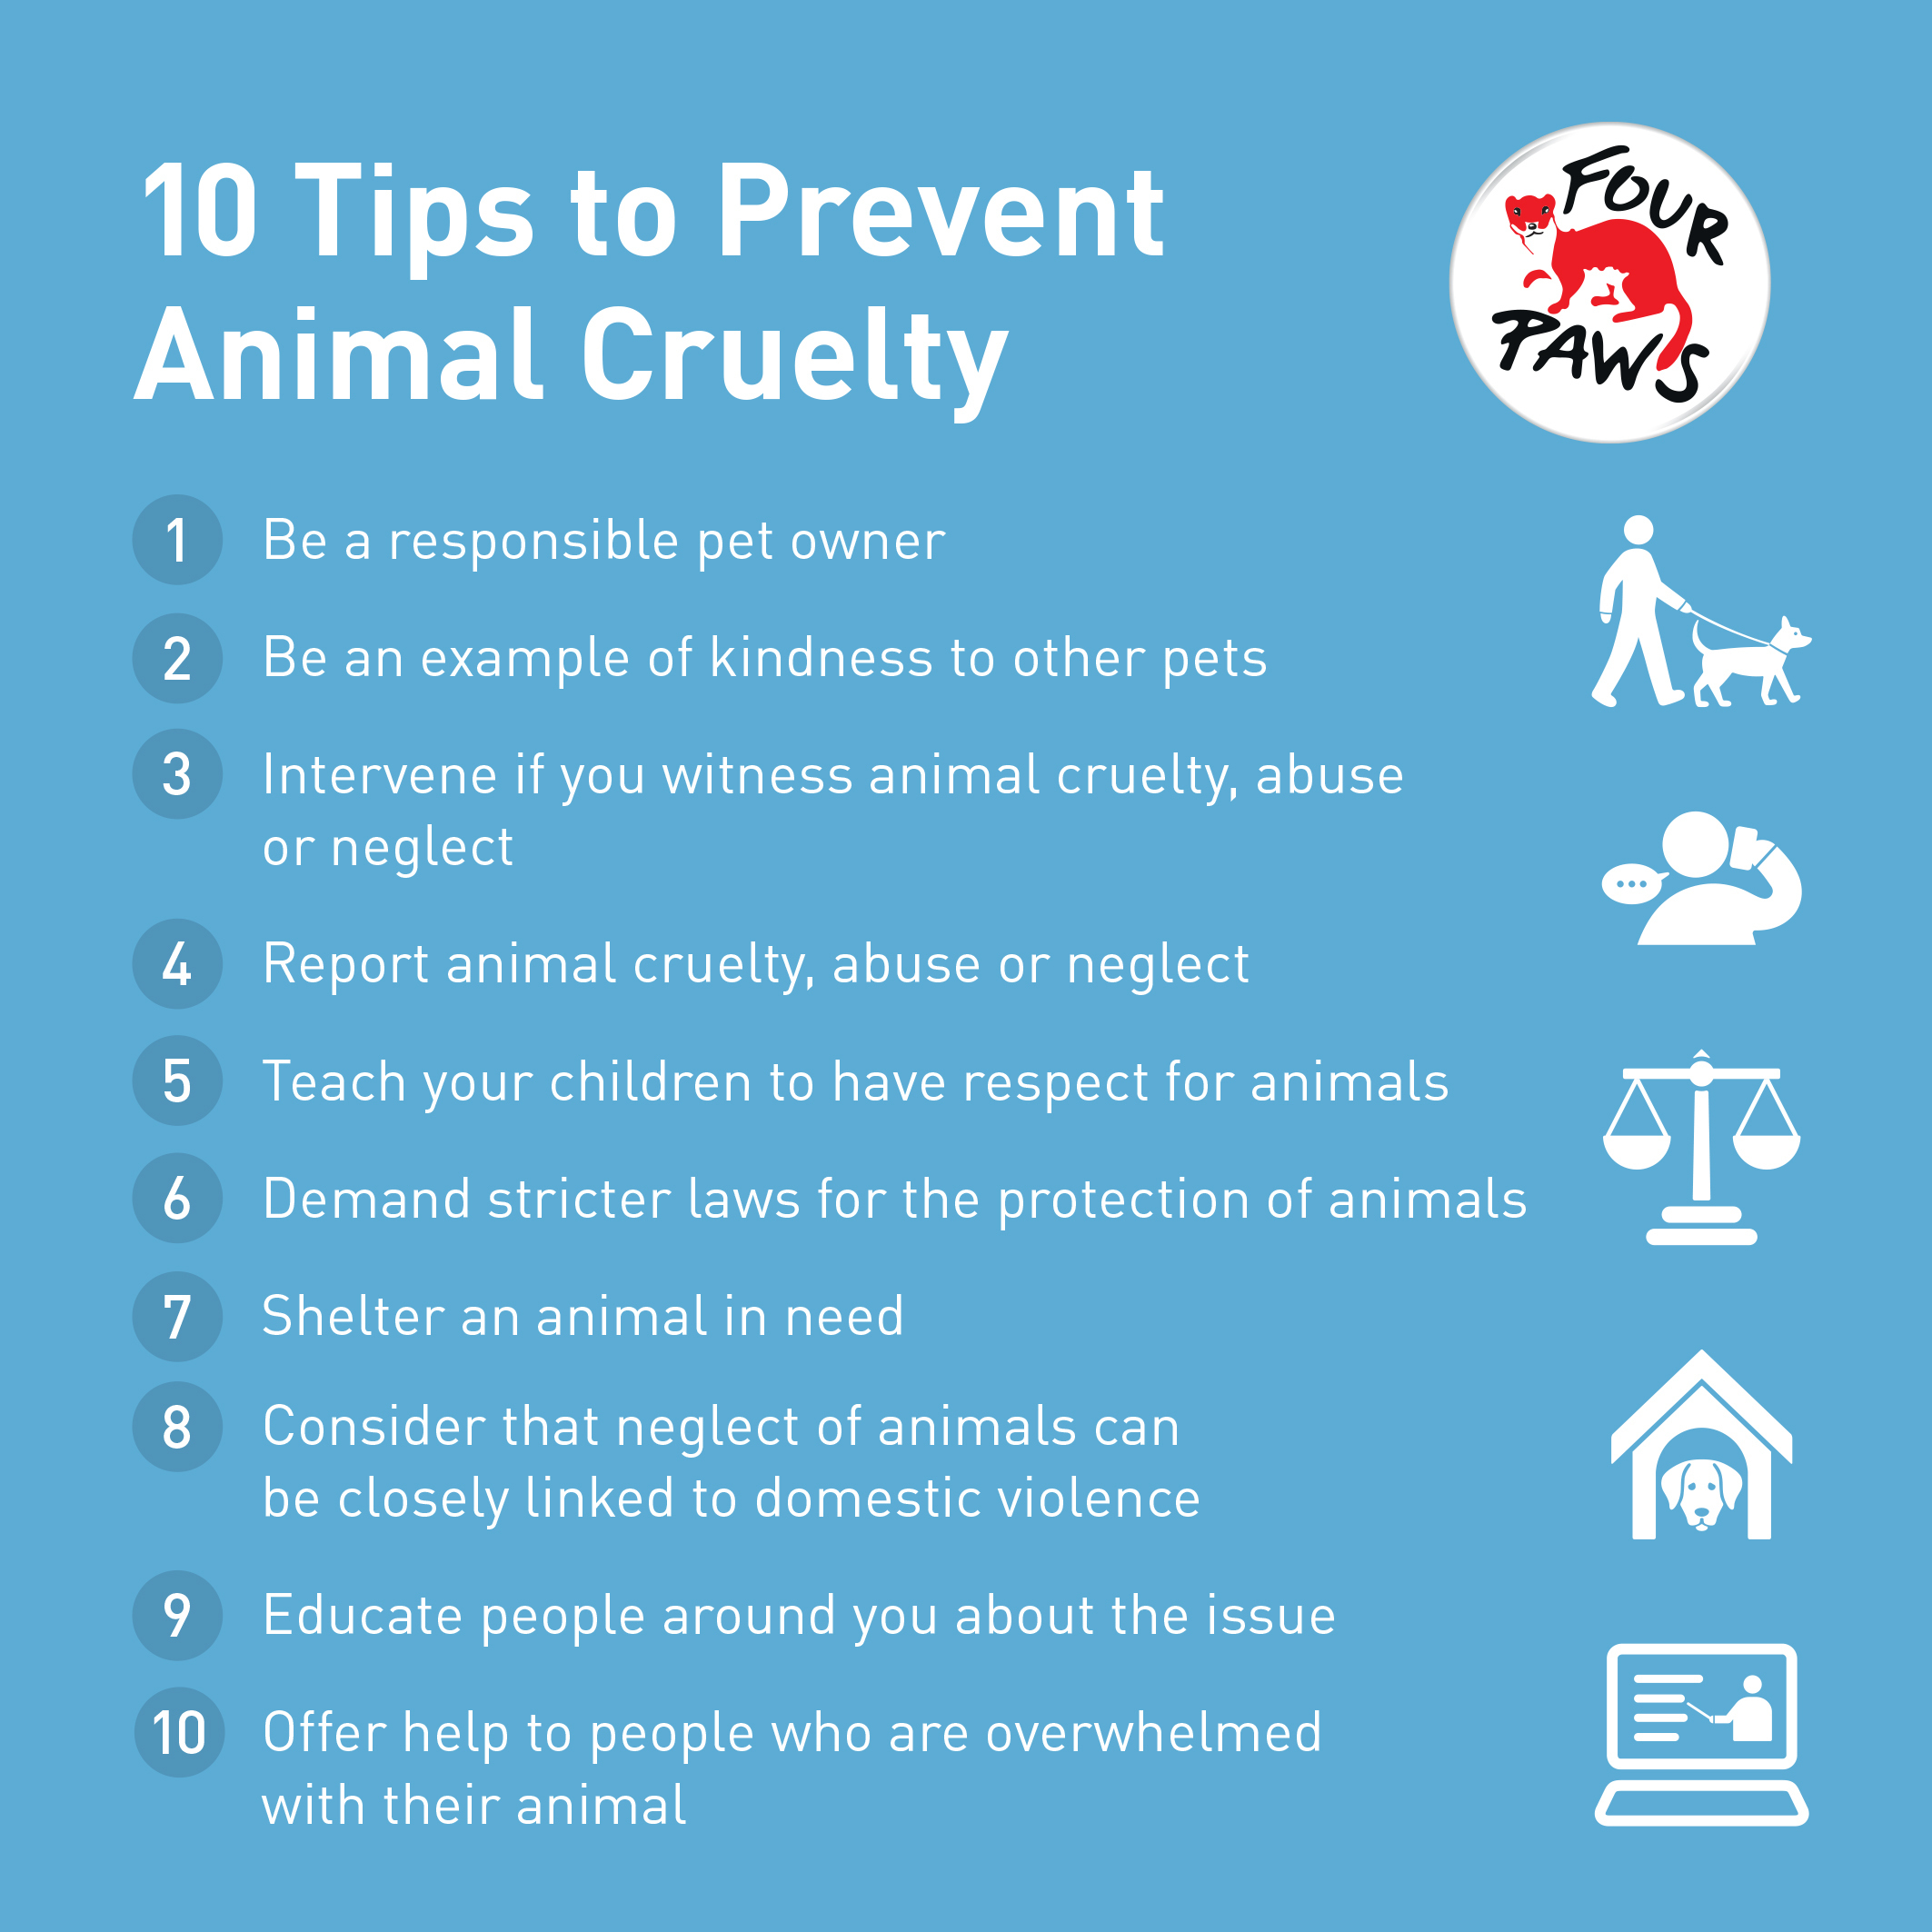 10 Tips to Prevent
Animal Cruelty
FOUR
PAWS
1 Be a responsible pet owner
2 Be an example of kindness to other pets
3 Intervene if you witness animal cruelty, abuse
or neglect
4 Report animal cruelty, abuse or neglect
5 Teach your children to have respect for animals
6 Demand stricter laws for the protection of animals
7 Shelter an animal in need
8 Consider that neglect of animals can
be closely linked to domestic violence
9 Educate people around you about the issue
10 Offer help to people who are overwhelmed
with their animal